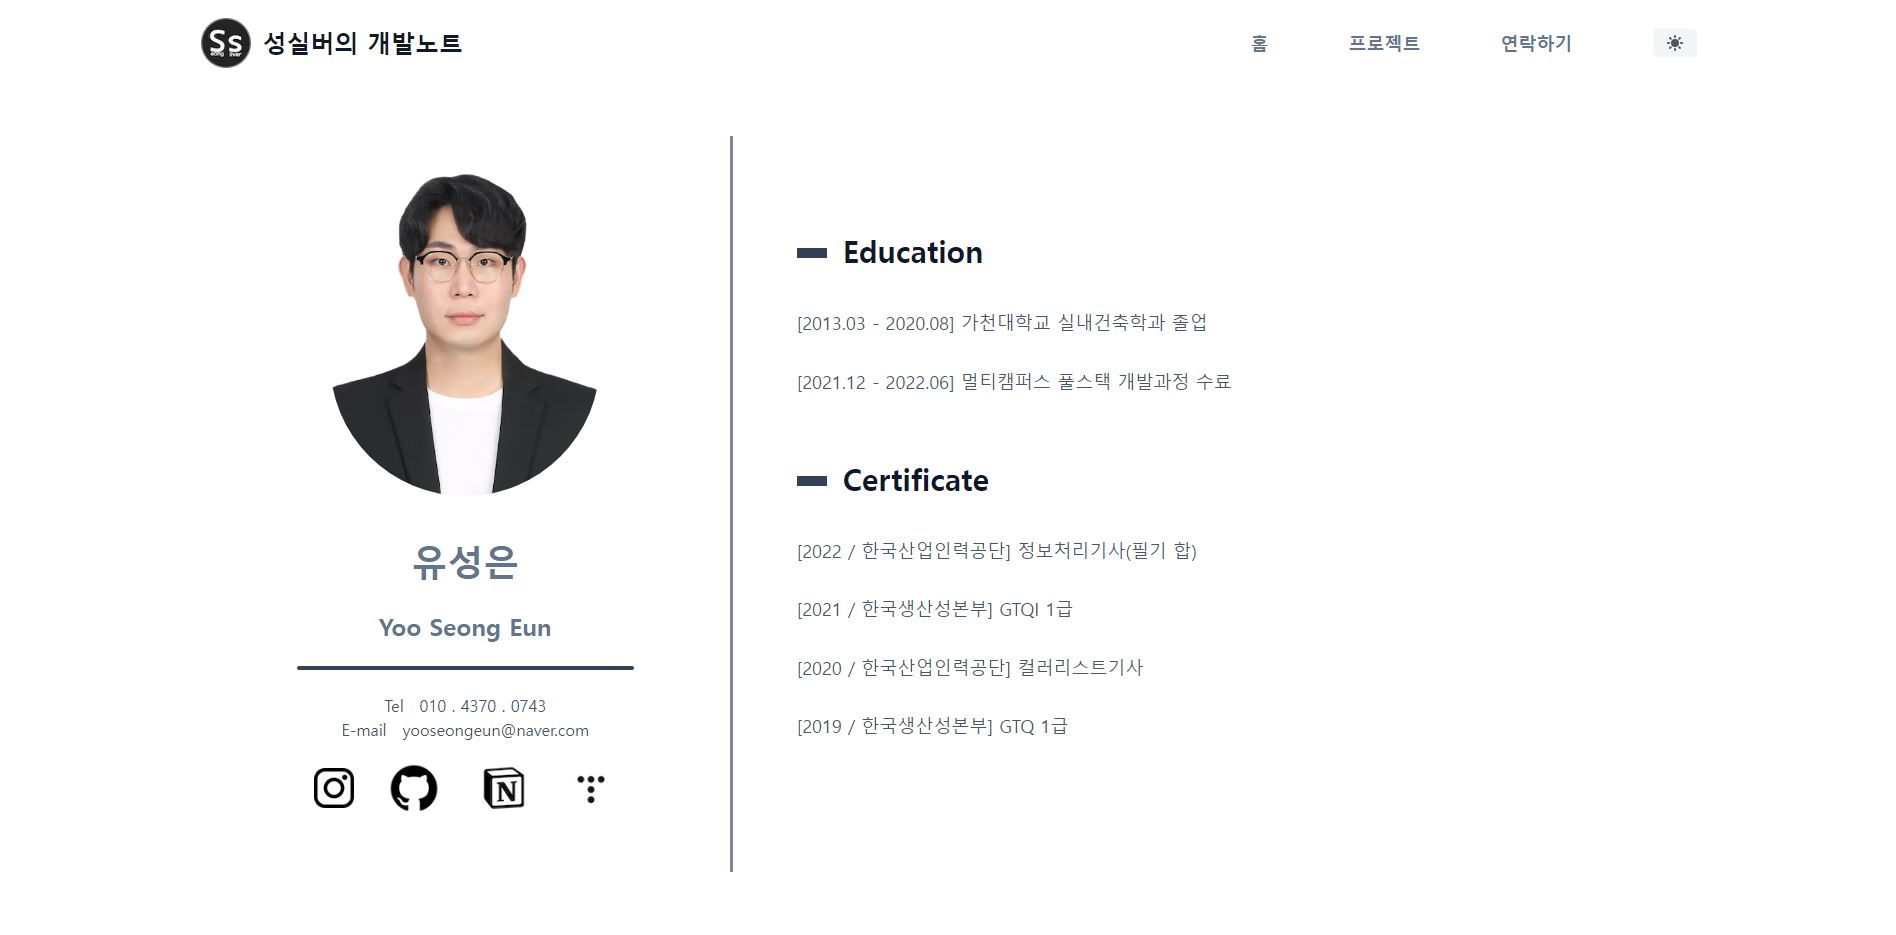 Ss
eong ilver
성실버의 개발노트
홈
프로젝트
연락하기
유성은
Yoo Seong Eun
Tel 010 . 4370 . 0743
E-mail yooseongeun@naver.com
N
Education
[2013.03 - 2020.08] 가천대학교 실내건축학과 졸업
[2021.12 - 2022.06] 멀티캠퍼스 풀스택 개발과정 수료
Certificate
[2022 / 한국산업인력공단] 정보처리기사(필기 합)
[2021 / 한국생산성본부] GTQI 1급
[2020 / 한국산업인력공단] 컬러리스트기사
[2019 / 한국생산성본부] GTQ 1급